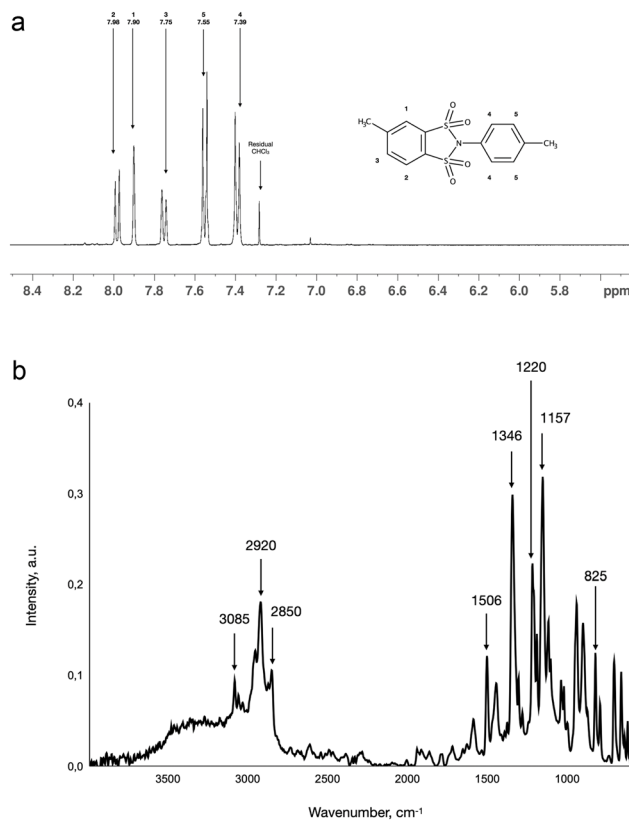 a
2 1 3 5 4
7.98 7.90 7.75 7.55 7.39
Residual
CHCl₃
CH₃
1
O
O
S
N
S
O
O
3
2
4
5
4
5
CH₃
8.4 8.2 8.0 7.8 7.6 7.4 7.2 7.0 6.8 6.6 6.4 6.2 6.0 5.8 ppm
b
1220
0,4
1346
1157
0,3
2920
Intensity, a.u.
0,2
3085
2850
1506
825
0,1
0,0
3500 3000 2500 2000 1500 1000
Wavenumber, cm⁻¹